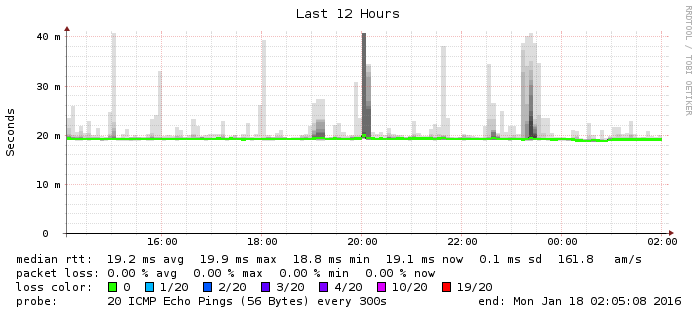 Last 12 Hours
RRDTOOL / TOBI OETIKER
Seconds
40 m
30 m
20 m
10 m
0
16:00 18:00 20:00 22:00 00:00 02:00
median rtt: 19.2 ms avg 19.9 ms max 18.8 ms min 19.1 ms now 0.1 ms sd 161.8 am/s
packet loss: 0.00 % avg 0.00 % max 0.00 % min 0.00 % now
loss color: 0 1/20 2/20 3/20 4/20 10/20 19/20
probe: 20 ICMP Echo Pings (56 Bytes) every 300s end: Mon Jan 18 02:05:08 2016